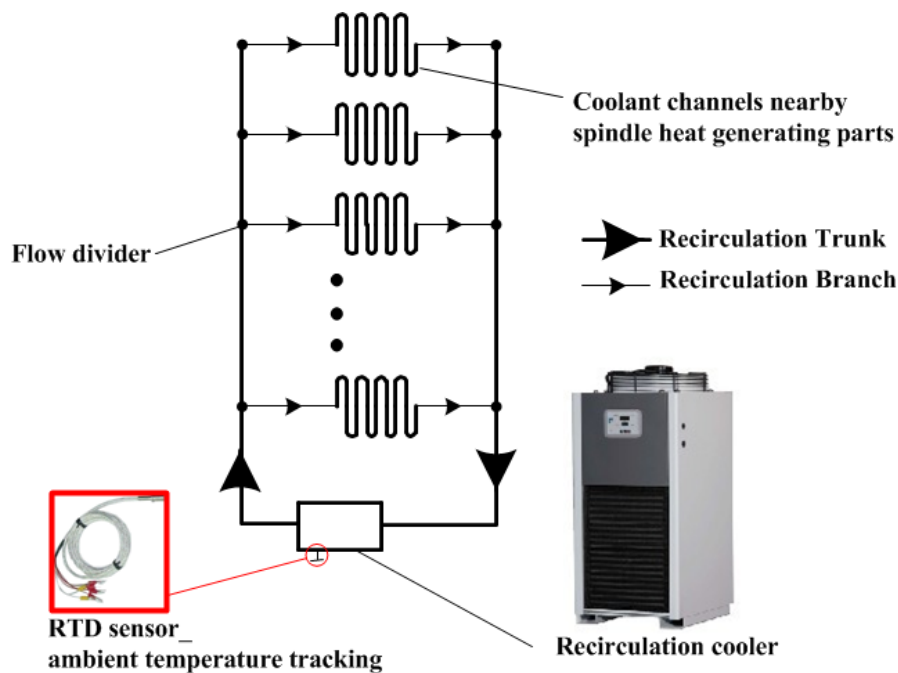 Coolant channels nearby
spindle heat generating parts
Flow divider
Recirculation Trunk
Recirculation Branch
RTD sensor_
ambient temperature tracking
Recirculation cooler